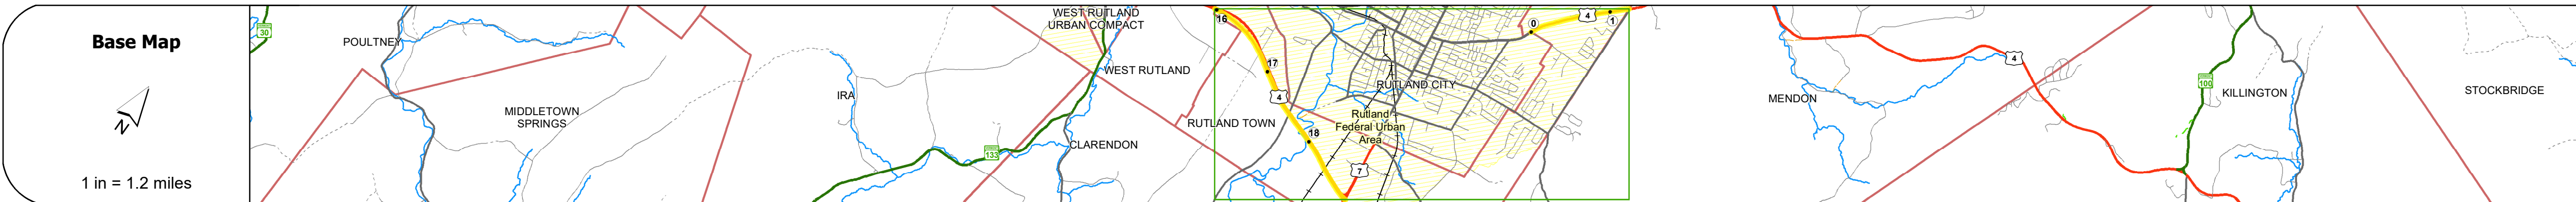 Base Map
N
1 in = 1.2 miles
30
POULTNEY
MIDDLETOWN
SPRINGS
IRA
133
WEST RUTLAND
URBAN COMPACT
WEST RUTLAND
CLARENDON
RUTLAND TOWN
16
17
4
18
RUTLAND CITY
Rutland
Federal Urban
Area
7
0
4
1
MENDON
4
100
KILLINGTON
STOCKBRIDGE